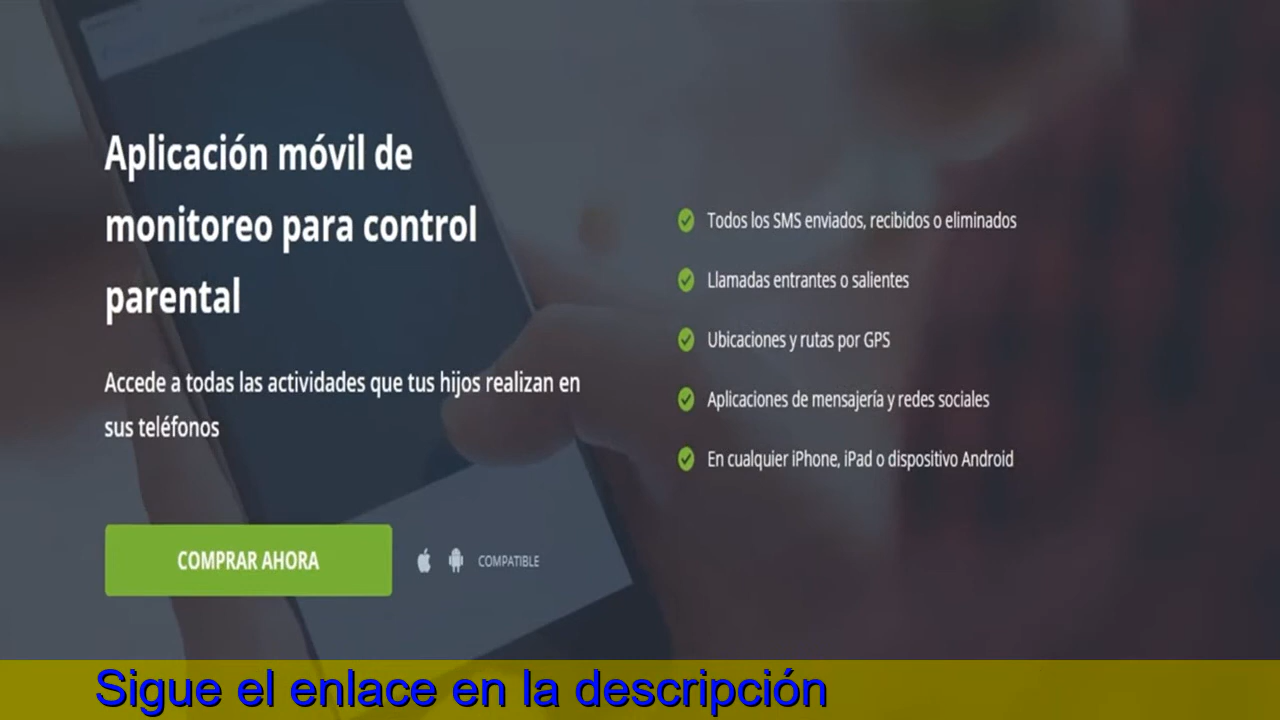 Aplicación móvil de
monitoreo para control
parental
Accede a todas las actividades que tus hijos realizan en
sus teléfonos
COMPRAR AHORA
COMPATIBLE
Todos los SMS enviados, recibidos o eliminados
Llamadas entrantes o salientes
Ubicaciones y rutas por GPS
Aplicaciones de mensajería y redes sociales
En cualquier iPhone, iPad o dispositivo Android
Sigue el enlace en la descripción